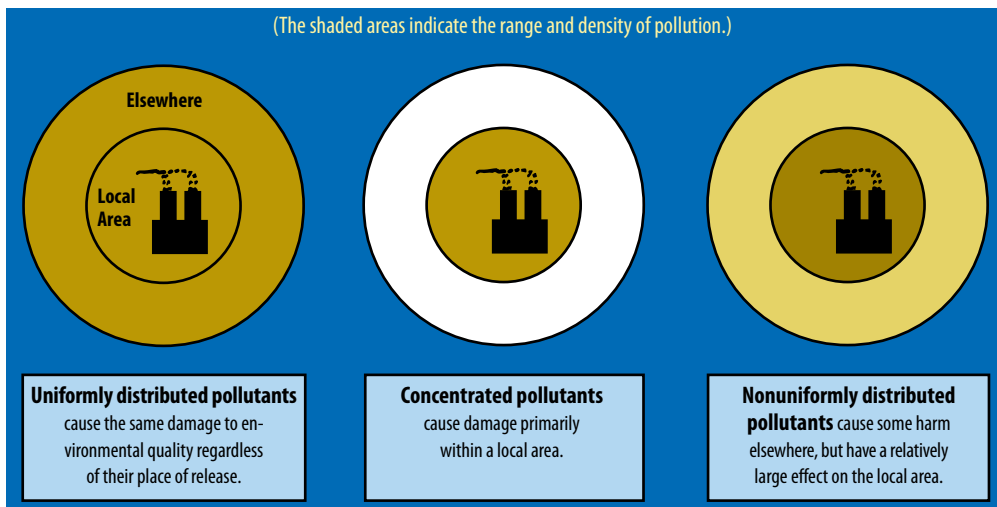 (The shaded areas indicate the range and density of pollution.)
Elsewhere
Local
Area
Uniformly distributed pollutants
cause the same damage to en-
vironmental quality regardless
of their place of release.
Concentrated pollutants
cause damage primarily
within a local area.
Nonuniformly distributed
pollutants cause some harm
elsewhere, but have a relatively
large effect on the local area.